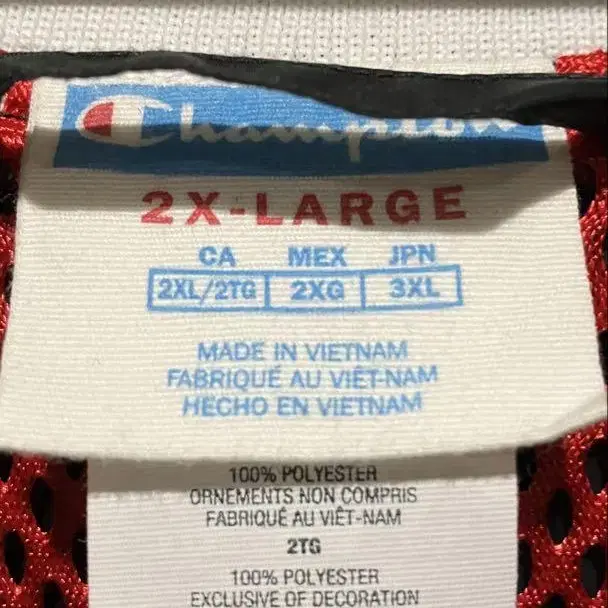 Champion
2X-LARGE
CA MEX JPN
2XL/2TG 2XG 3XL
MADE IN VIETNAM
FABRIQUÉ AU VIÊT-NAM
HECHO EN VIETNAM
100% POLYESTER
ORNEMENTS NON COMPRIS
FABRIQUÉ AU VIÊT-NAM
2TG
100% POLYESTER
EXCLUSIVE OF DECORATION